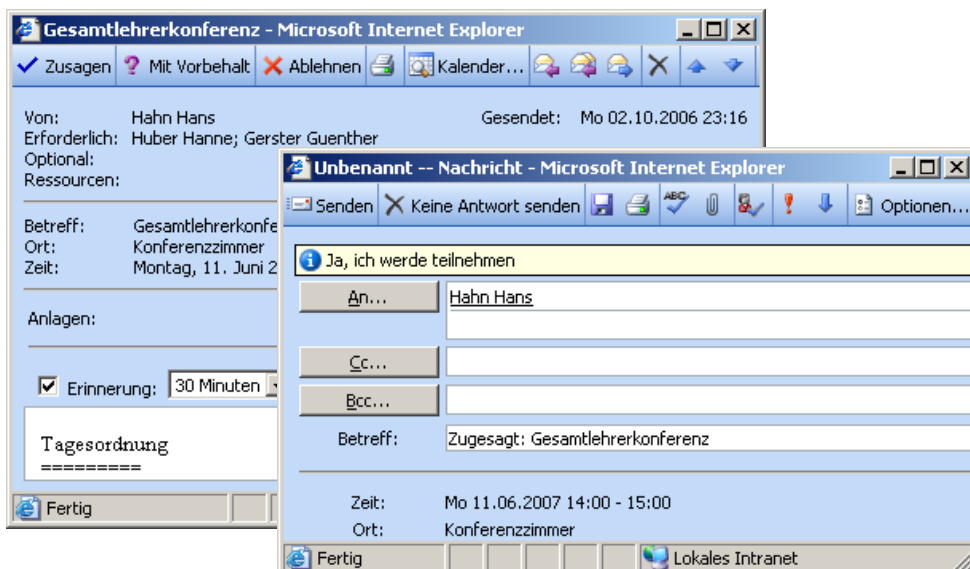 Gesamtlehrerkonferenz - Microsoft Internet Explorer
Zusagen Mit Vorbehalt Ablehnen Kalender...
Von: Hahn Hans Gesendet: Mo 02.10.2006 23:16
Erforderlich: Huber Hanne; Gerster Guenther
Optional:
Ressourcen:
Betreff: Gesamtlehrerkonfe
Ort: Konferenzzimmer
Zeit: Montag, 11. Juni 2
Anlagen:
Erinnerung: 30 Minuten
Tagesordnung
=========
Fertig
Unbenannt -- Nachricht - Microsoft Internet Explorer
Senden Keine Antwort senden ABC Optionen...
Ja, ich werde teilnehmen
An... Hahn Hans
Cc...
Bcc...
Betreff: Zugesagt: Gesamtlehrerkonferenz
Zeit: Mo 11.06.2007 14:00 - 15:00
Ort: Konferenzzimmer
Fertig Lokales Intranet